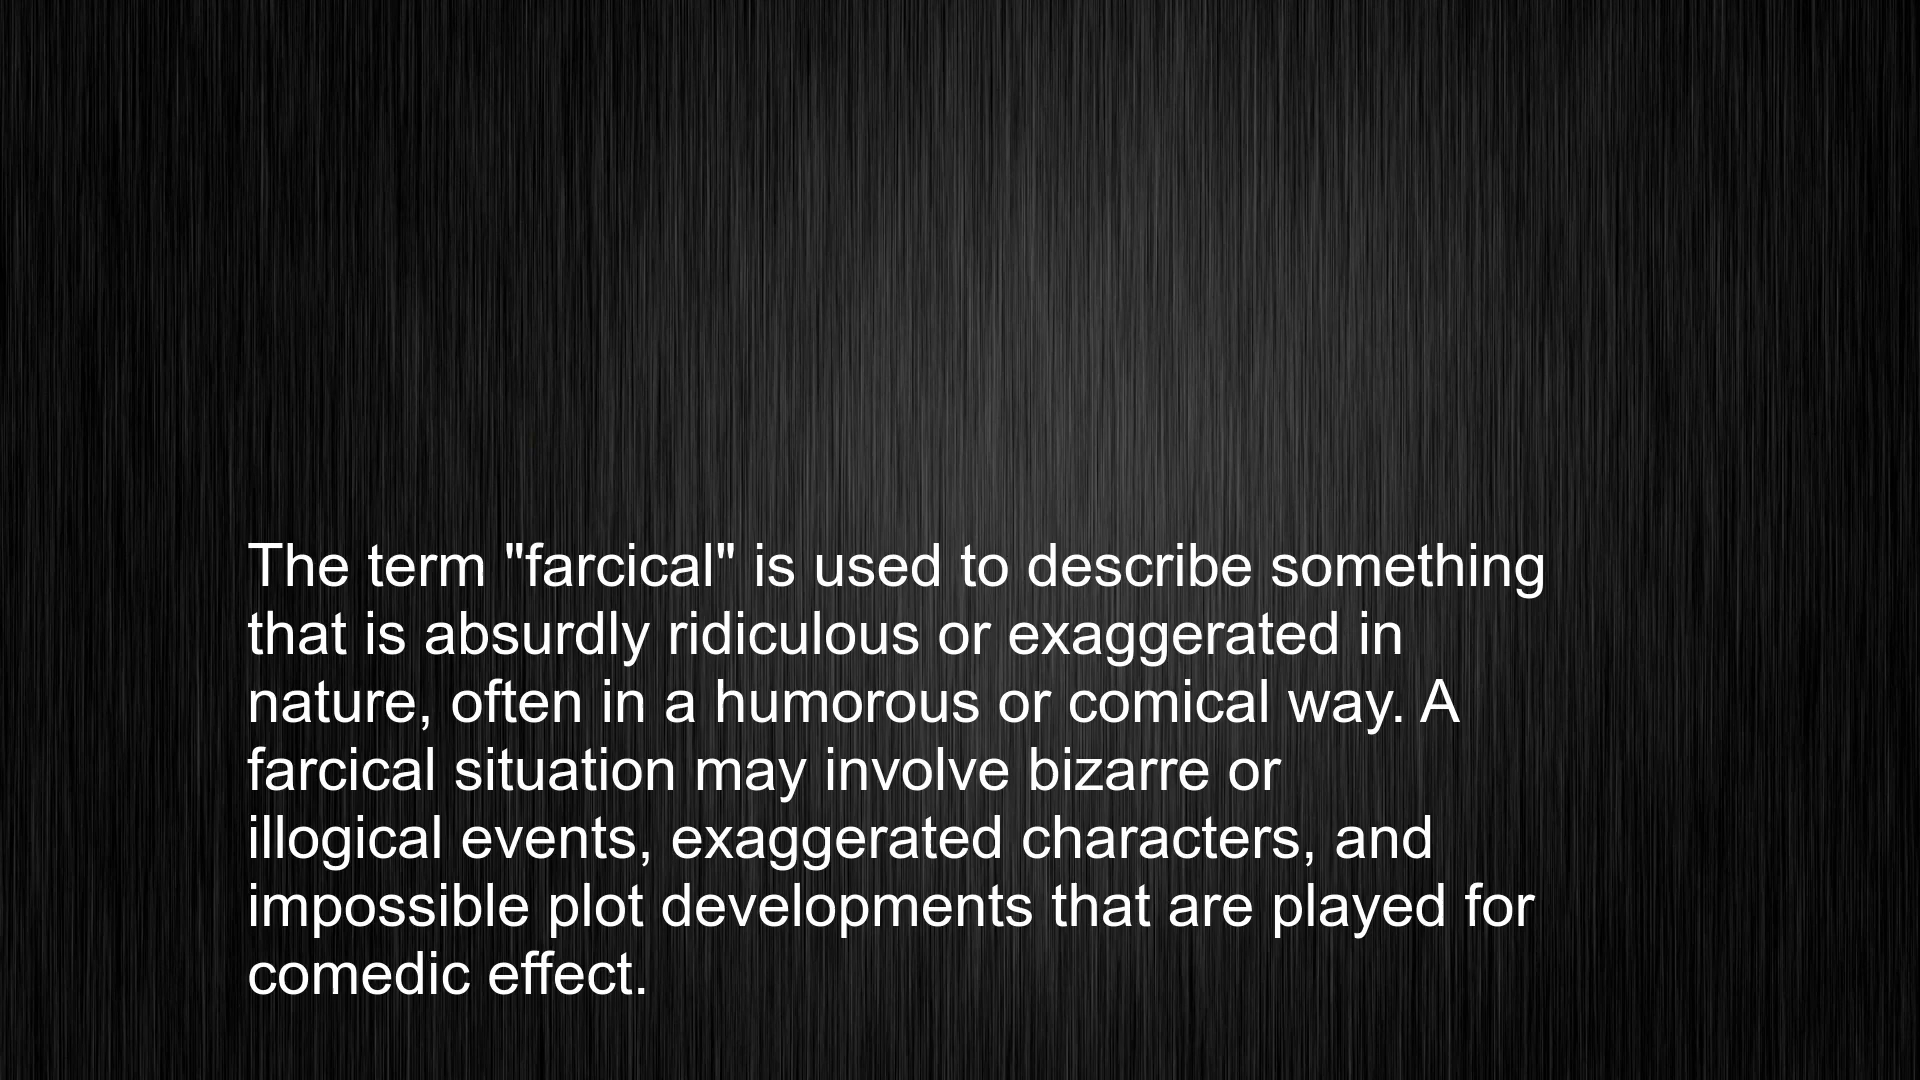 The term "farcical" is used to describe something
that is absurdly ridiculous or exaggerated in
nature, often in a humorous or comical way. A
farcical situation may involve bizarre or
illogical events, exaggerated characters, and
impossible plot developments that are played for
comedic effect.